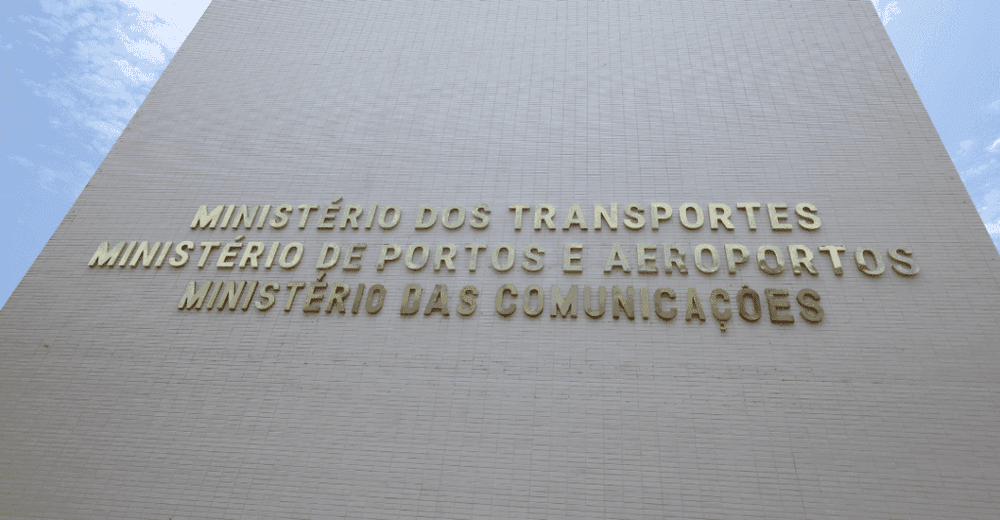 MINISTÉRIO DOS TRANSPORTES
MINISTÉRIO DE PORTOS E AEROPORTOS
MINISTÉRIO DAS COMUNICAÇÕES